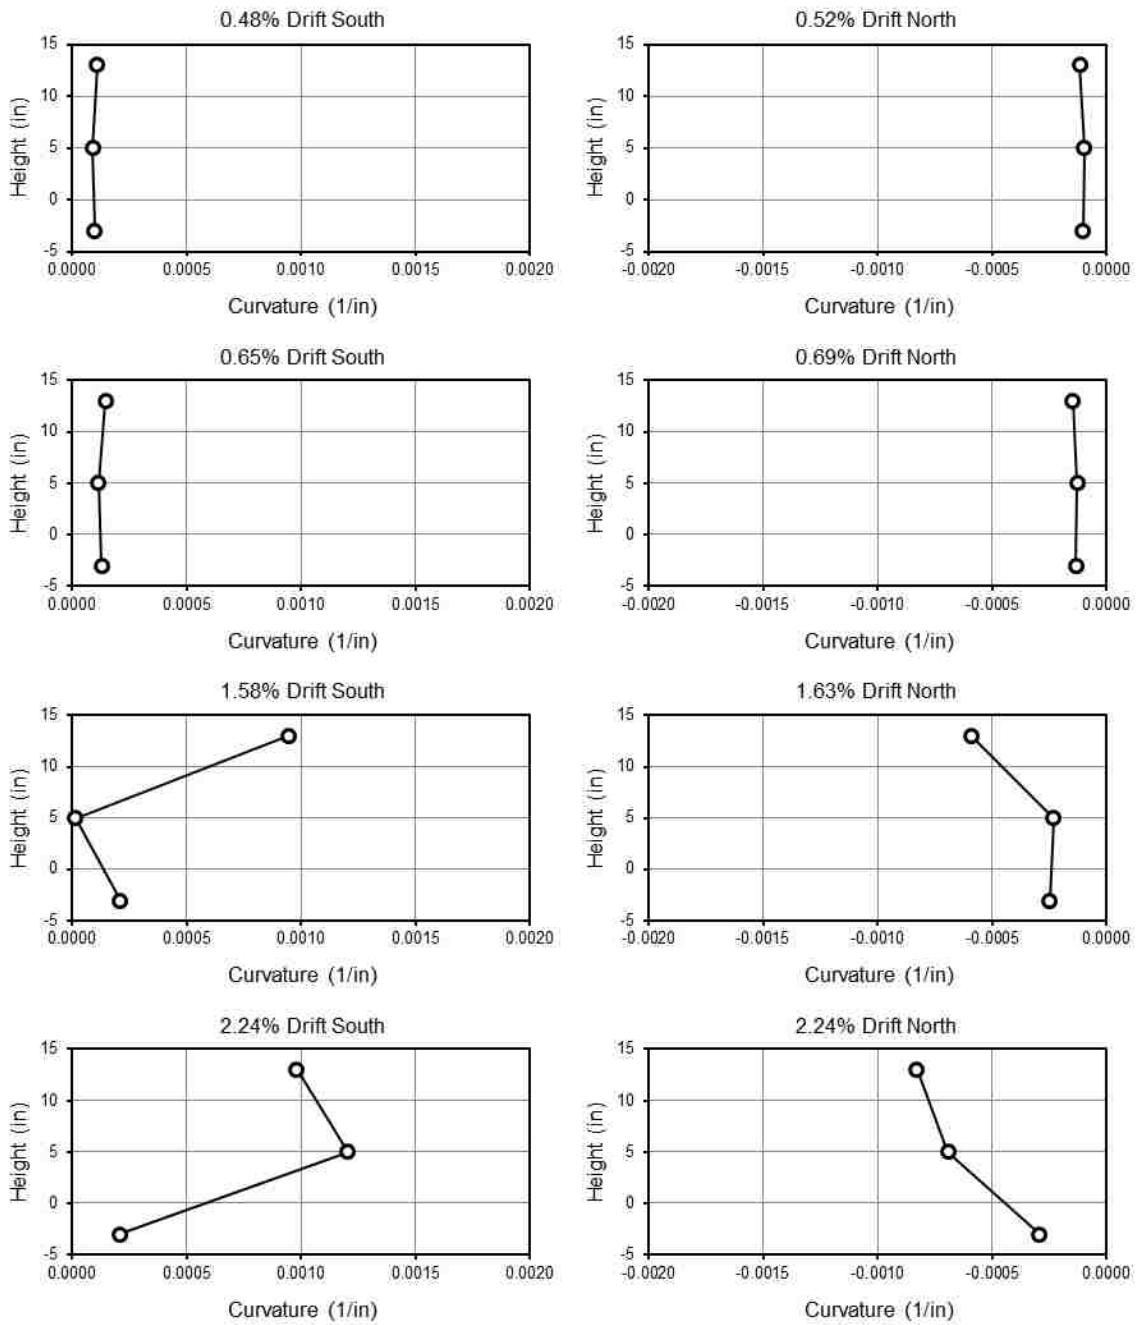 0.48% Drift South
15
10
5
0
-5
Height (in)
0.0000 0.0005 0.0010 0.0015 0.0020
Curvature (1/in)
0.52% Drift North
15
10
5
0
-5
Height (in)
-0.0020 -0.0015 -0.0010 -0.0005 0.0000
Curvature (1/in)
0.65% Drift South
15
10
5
0
-5
Height (in)
0.0000 0.0005 0.0010 0.0015 0.0020
Curvature (1/in)
0.69% Drift North
15
10
5
0
-5
Height (in)
-0.0020 -0.0015 -0.0010 -0.0005 0.0000
Curvature (1/in)
1.58% Drift South
15
10
5
0
-5
Height (in)
0.0000 0.0005 0.0010 0.0015 0.0020
Curvature (1/in)
1.63% Drift North
15
10
5
0
-5
Height (in)
-0.0020 -0.0015 -0.0010 -0.0005 0.0000
Curvature (1/in)
2.24% Drift South
15
10
5
0
-5
Height (in)
0.0000 0.0005 0.0010 0.0015 0.0020
Curvature (1/in)
2.24% Drift North
15
10
5
0
-5
Height (in)
-0.0020 -0.0015 -0.0010 -0.0005 0.0000
Curvature (1/in)